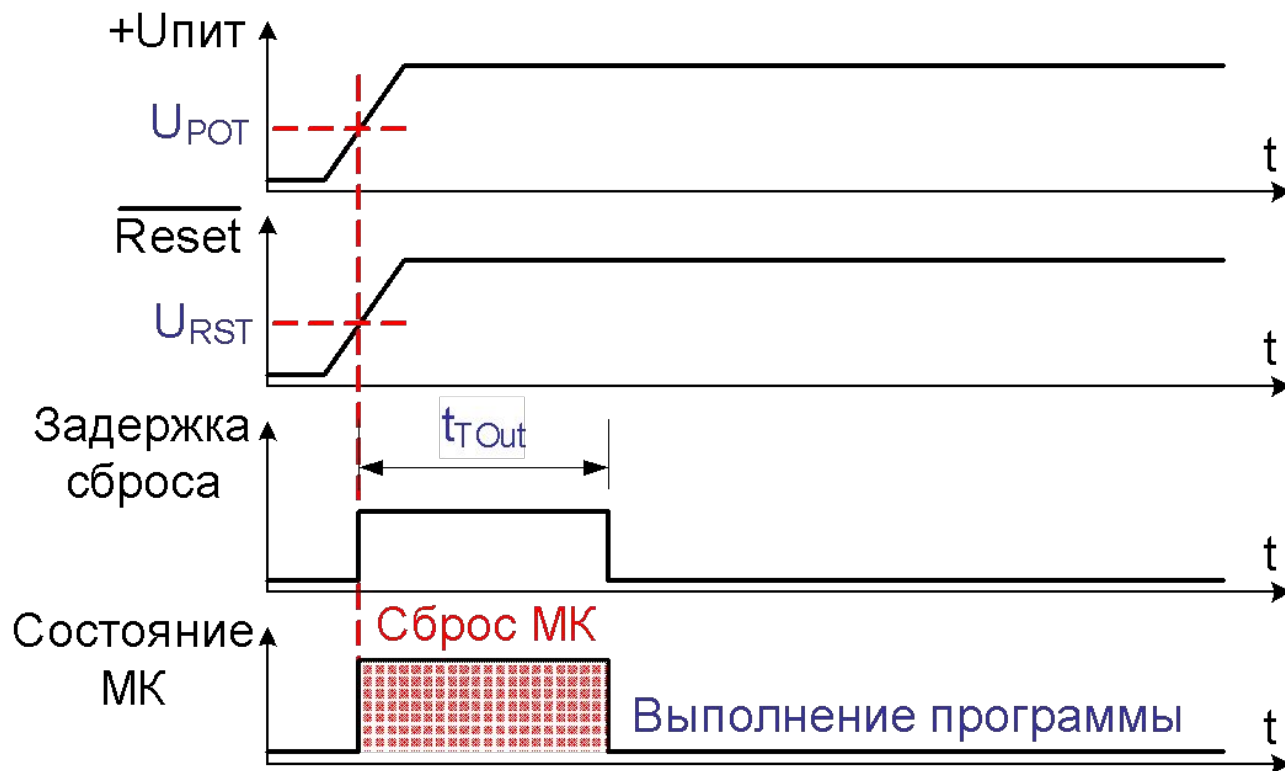 +Uпит
UPOT
t
Reset
URST
t
Задержка
сброса
tTOut
t
Состояние
МК
Сброс МК
Выполнение программы
t